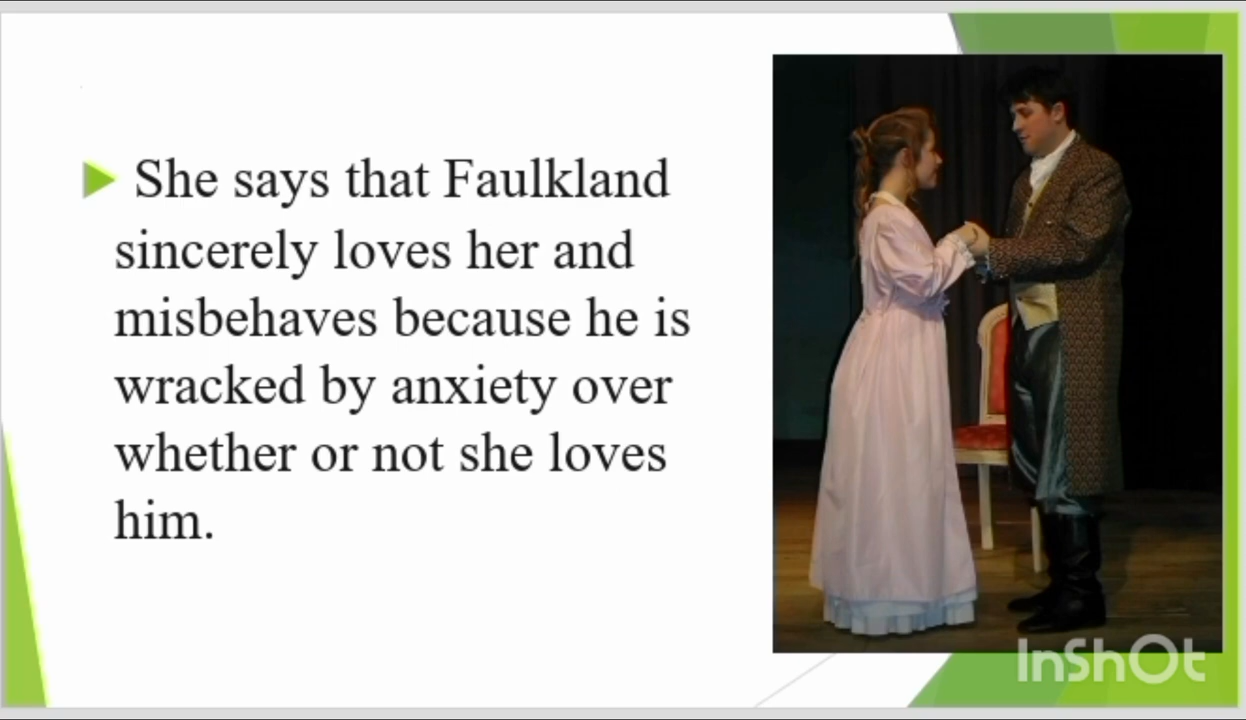 She says that Faulkland
sincerely loves her and
misbehaves because he is
wracked by anxiety over
whether or not she loves
him.
InShOt